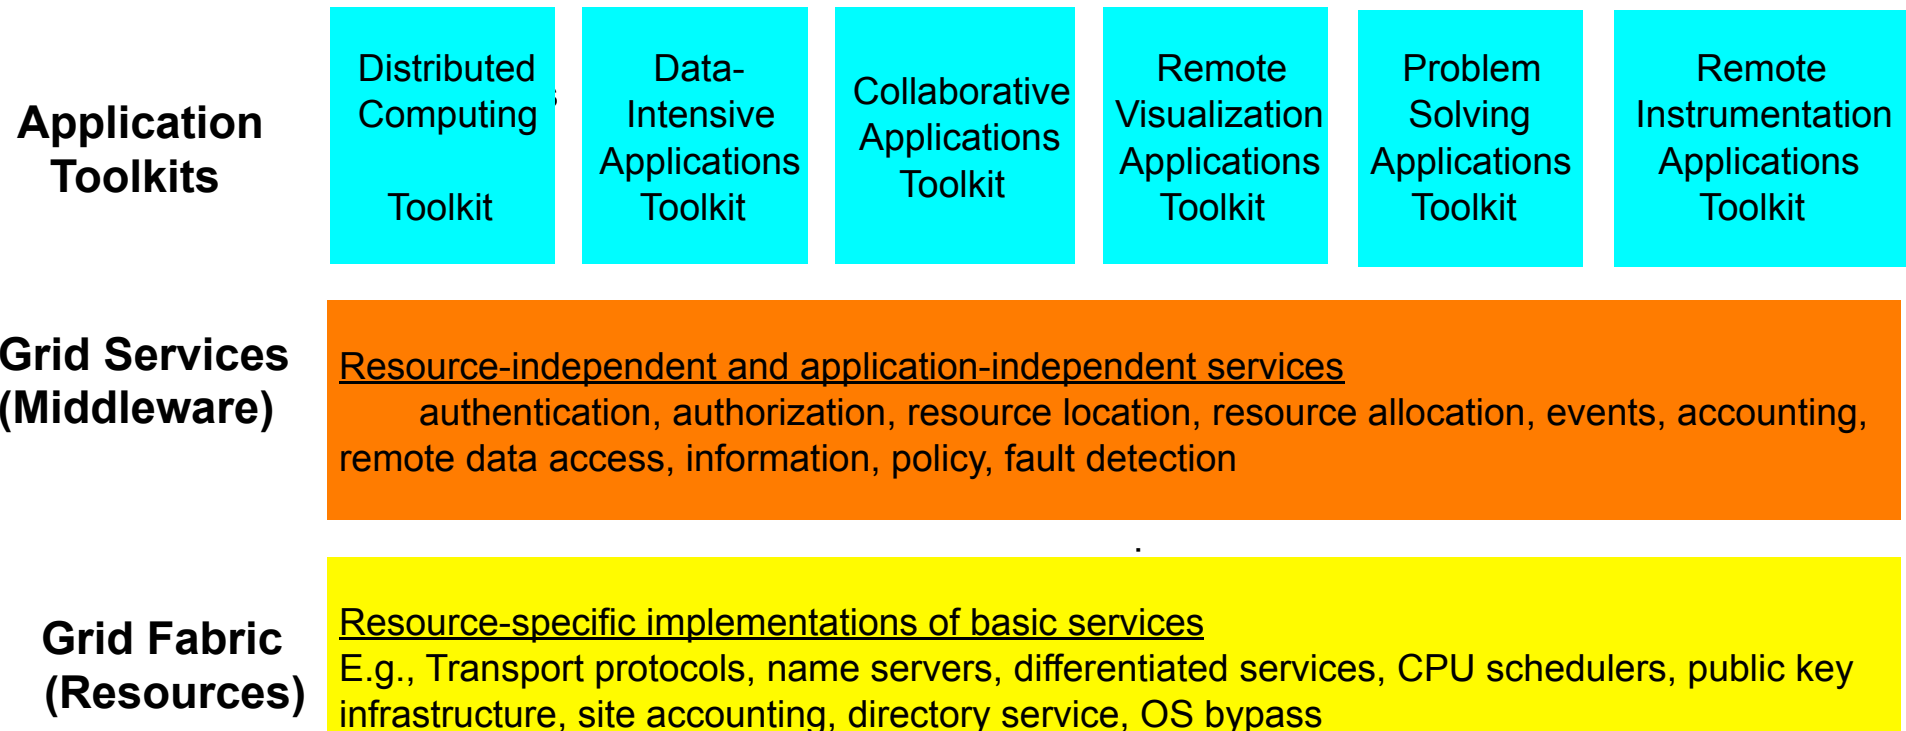 Application
Toolkits
Distributed
Computing
Toolkit
s
Data-
Intensive
Applications
Toolkit
Collaborative
Applications
Toolkit
Remote
Visualization
Applications
Toolkit
Problem
Solving
Applications
Toolkit
Remote
Instrumentation
Applications
Toolkit
Grid Services
(Middleware)
Resource-independent and application-independent services
authentication, authorization, resource location, resource allocation, events, accounting,
remote data access, information, policy, fault detection
.
Grid Fabric
(Resources)
Resource-specific implementations of basic services
E.g., Transport protocols, name servers, differentiated services, CPU schedulers, public key
infrastructure, site accounting, directory service, OS bypass